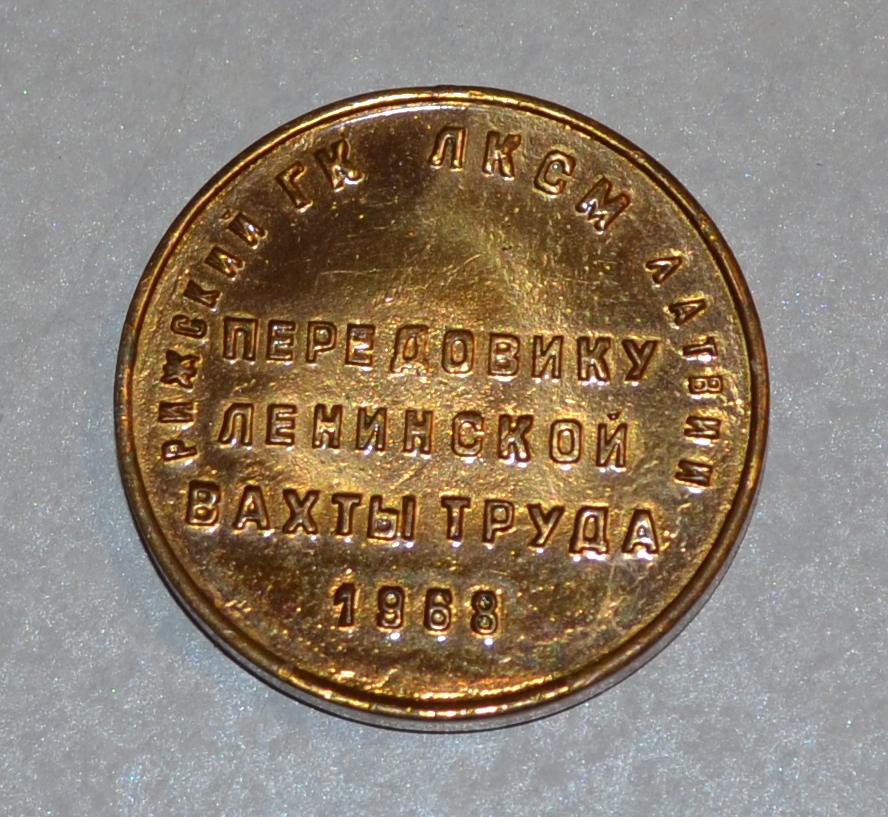 РИЖСКИЙ ГК ЛКСМ ЛАТВИИ
ПЕРЕДОВИКУ
ЛЕНИНСКОЙ
ВАХТЫ ТРУДА
1968